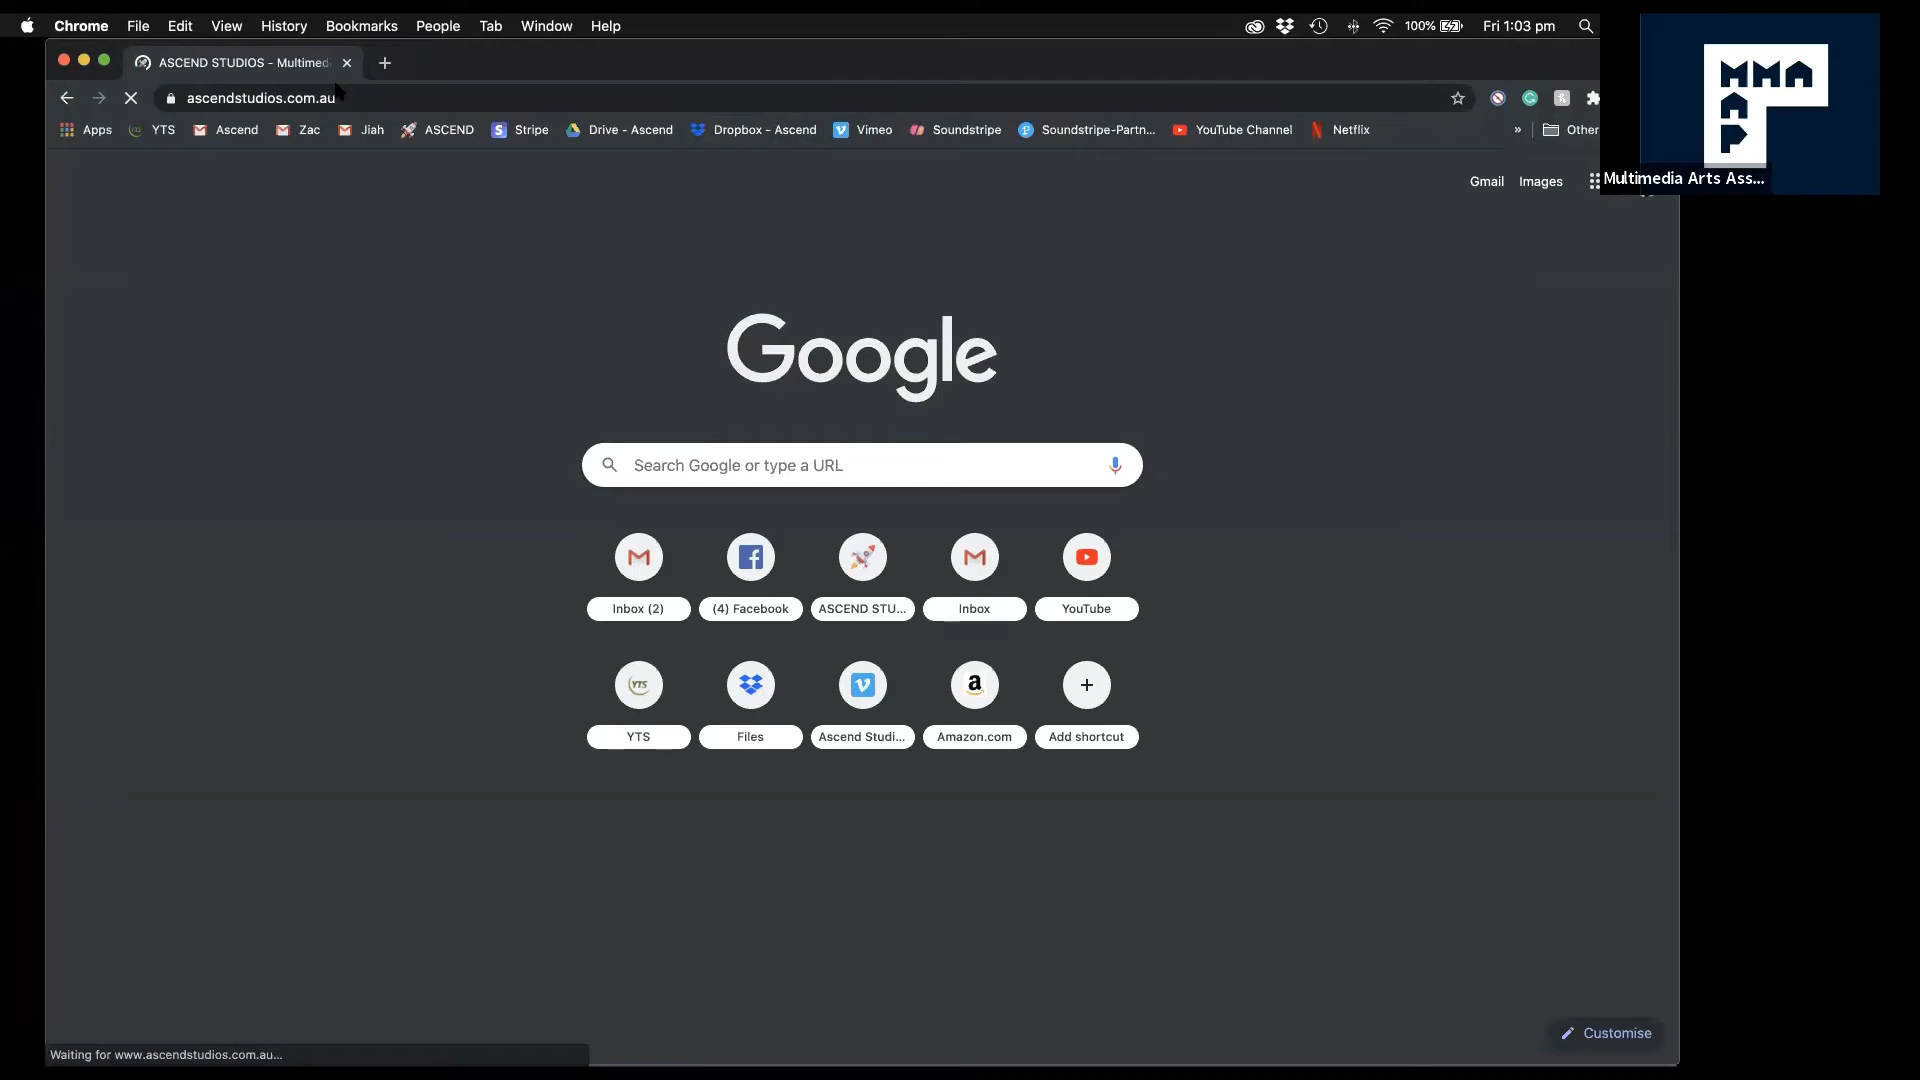 Chrome File Edit View History Bookmarks People Tab Window Help 100% Fri 1:03 pm
ASCEND STUDIOS - Multimed
ascendstudios.com.au
Apps YTS Ascend Zac Jiah ASCEND Stripe Drive - Ascend Dropbox - Ascend Vimeo Soundstripe Soundstripe-Partn... YouTube Channel Netflix » Other
MMA
AP
Multimedia Arts Ass...
Gmail Images
Google
Search Google or type a URL
Inbox (2) (4) Facebook ASCEND STU... Inbox YouTube
YTS
YTS Files Ascend Studi... Amazon.com Add shortcut
Customise
Waiting for www.ascendstudios.com.au...